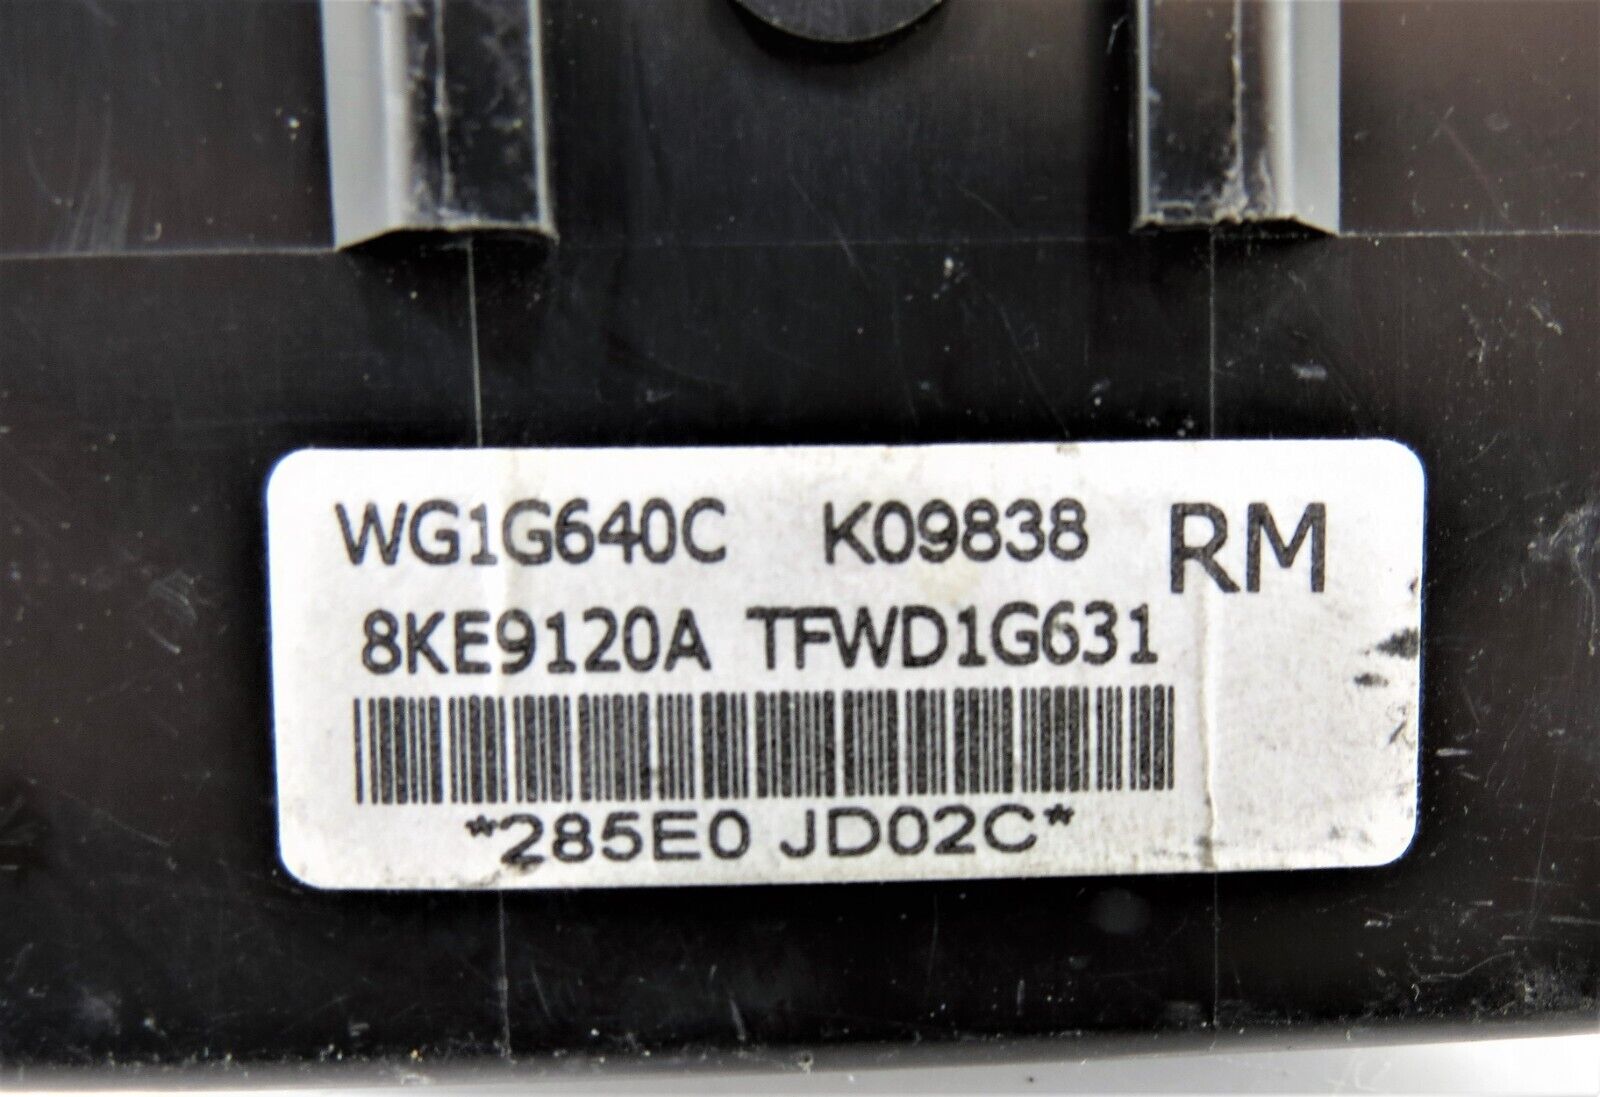 WG1G640C K09838 RM
8KE9120A TFWD1G631
*285E0 JD02C*